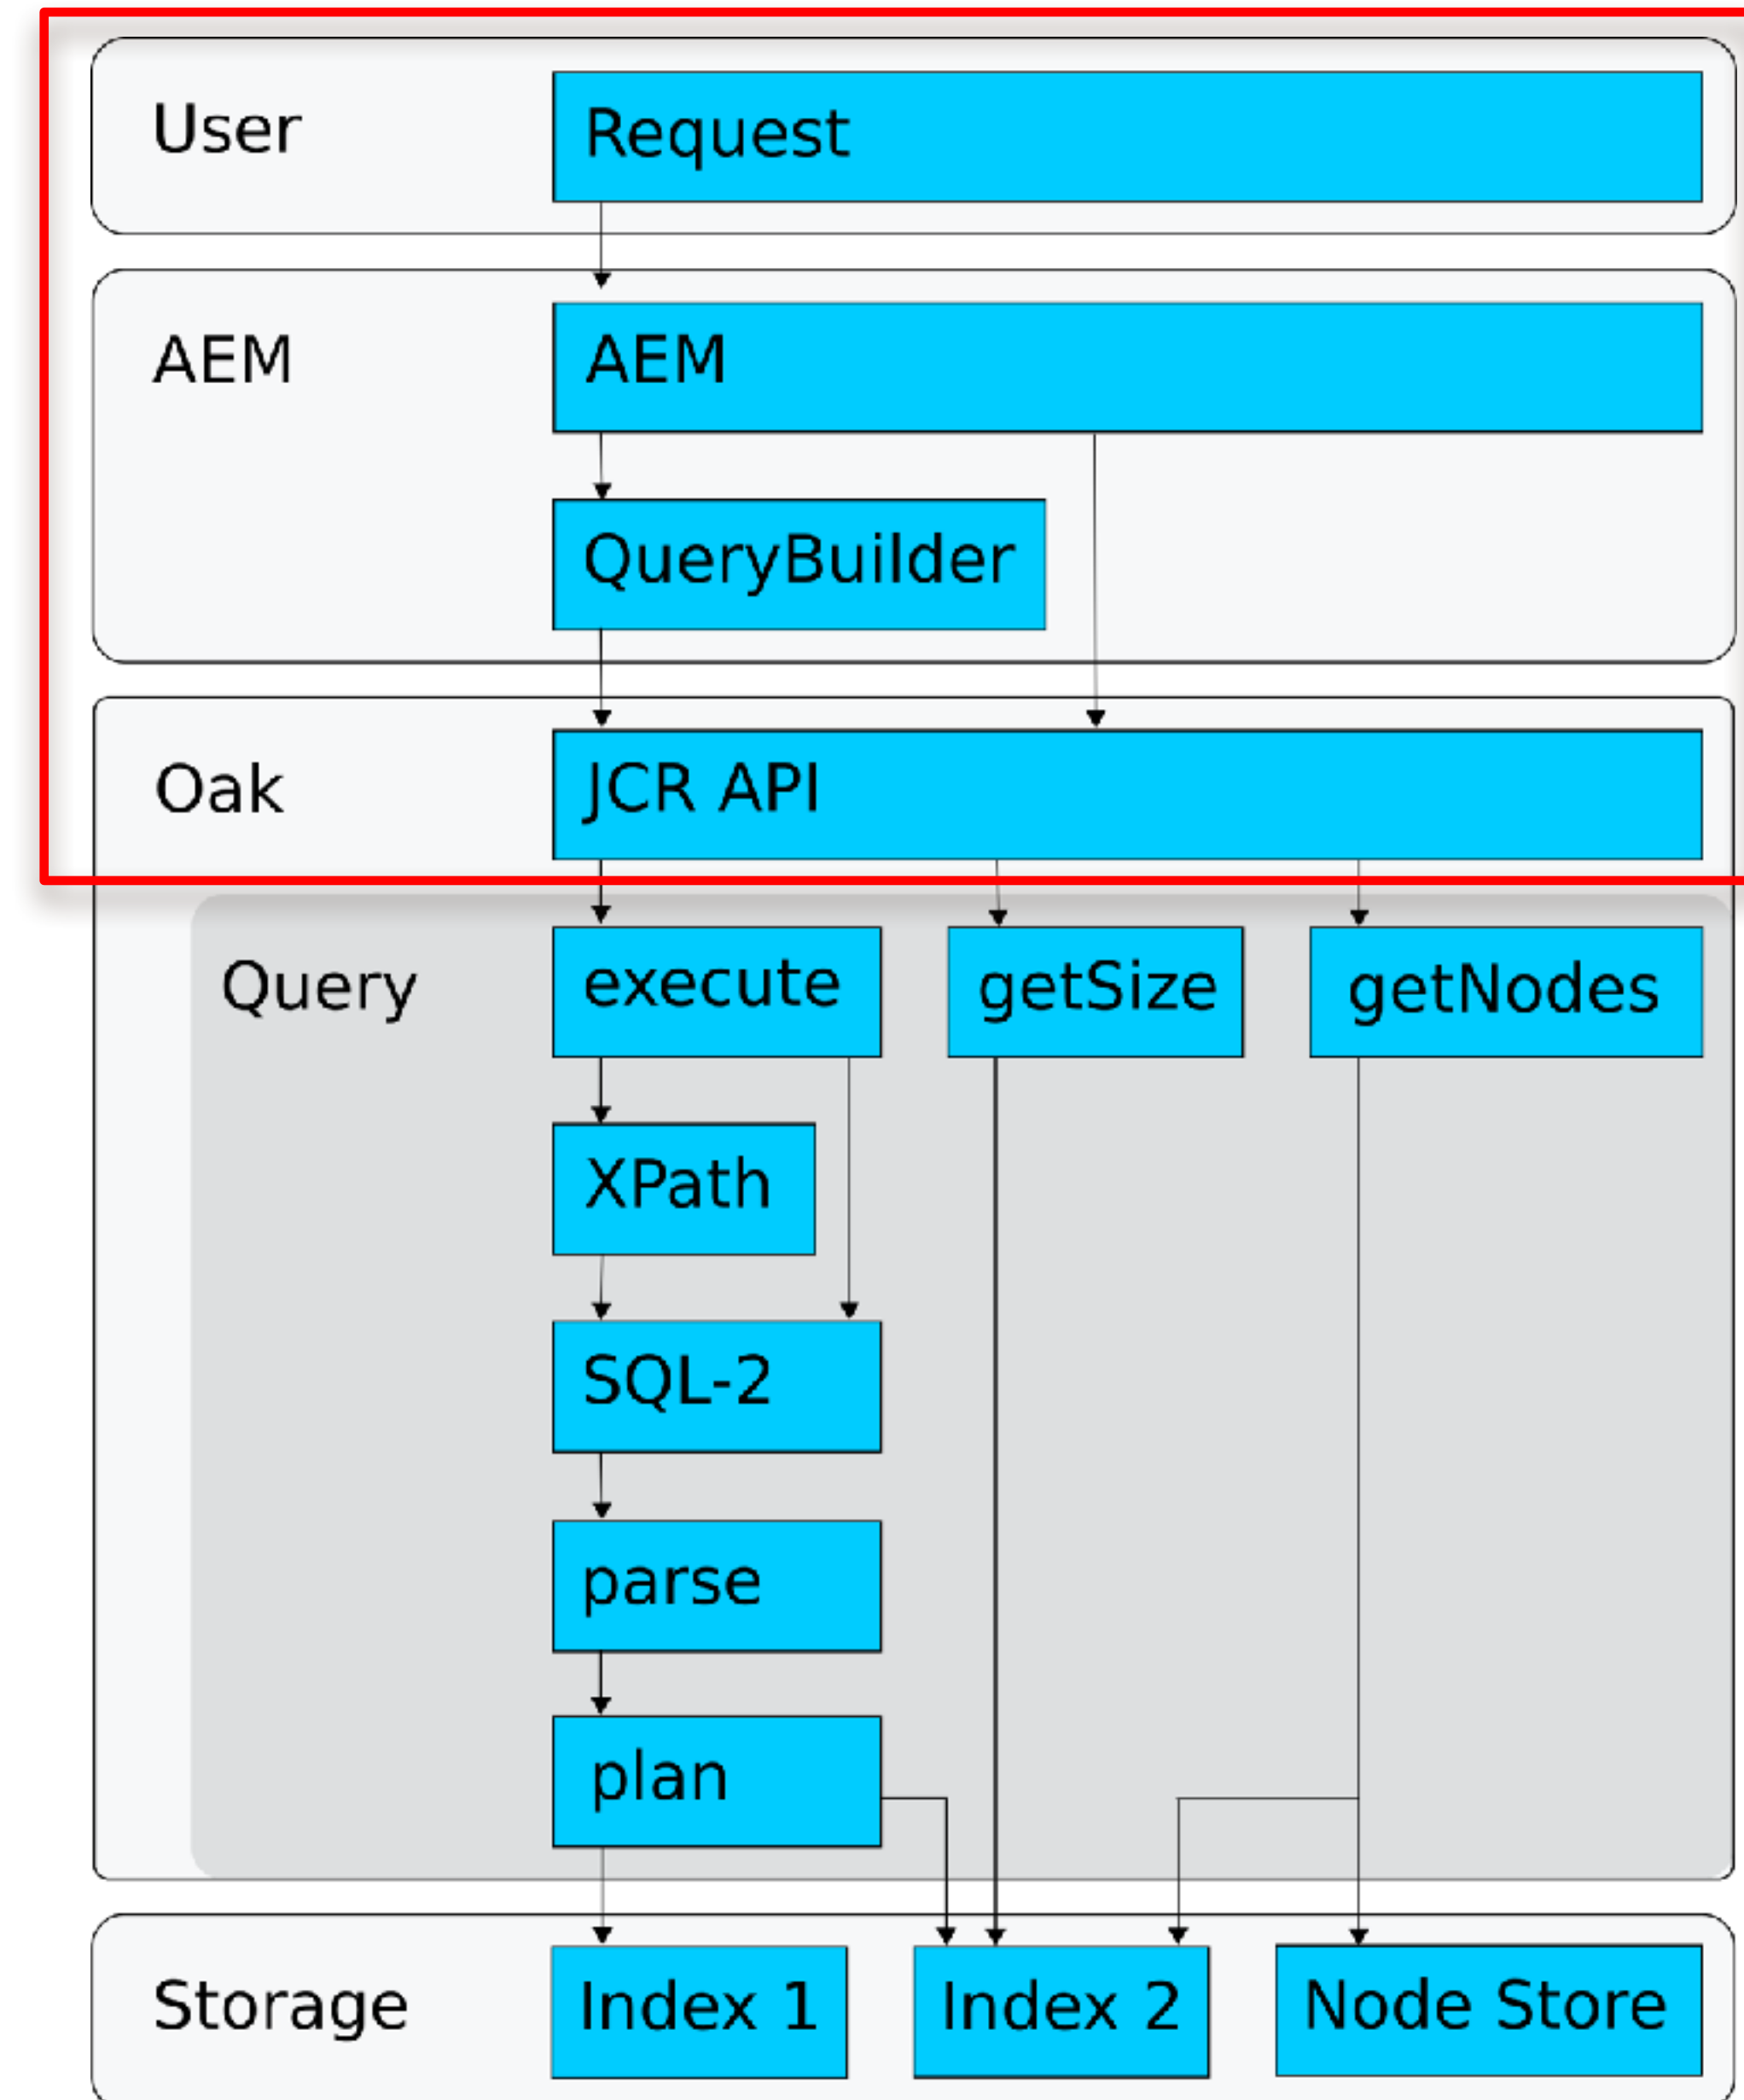 User
Request
AEM
AEM
QueryBuilder
Oak
JCR API
Query
execute
getSize
getNodes
XPath
SQL-2
parse
plan
Storage
Index 1
Index 2
Node Store